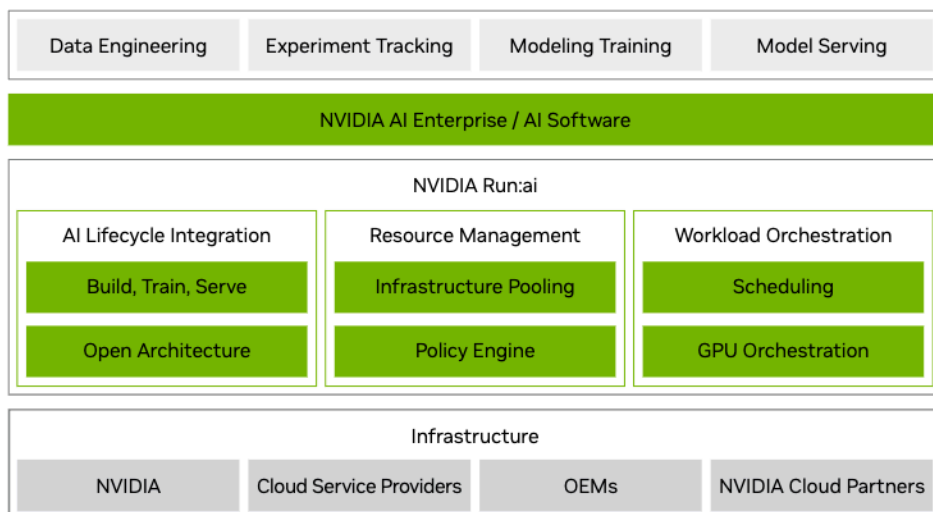 Data Engineering
Experiment Tracking
Modeling Training
Model Serving
NVIDIA AI Enterprise / AI Software
NVIDIA Run:ai
AI Lifecycle Integration
Build, Train, Serve
Open Architecture
Resource Management
Infrastructure Pooling
Policy Engine
Workload Orchestration
Scheduling
GPU Orchestration
Infrastructure
NVIDIA
Cloud Service Providers
OEMs
NVIDIA Cloud Partners